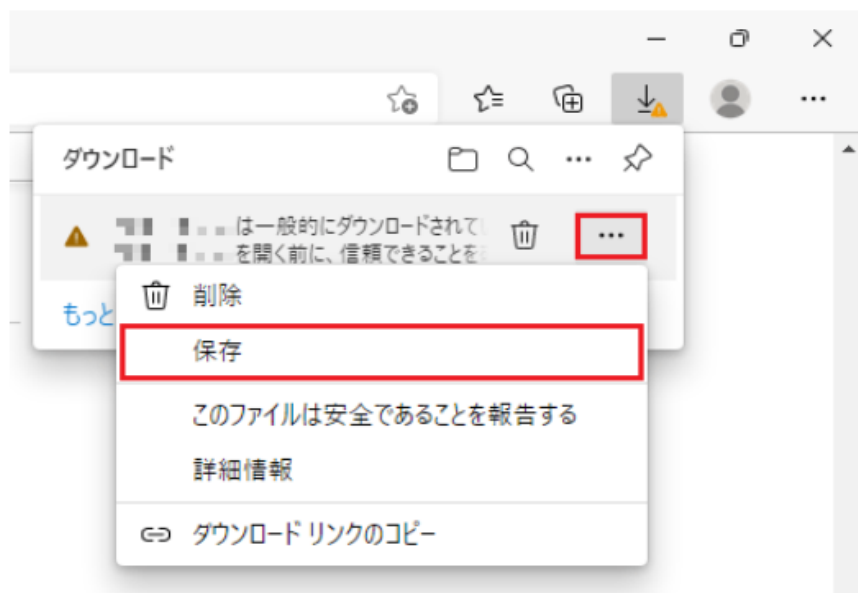 ダウンロード
は一般的にダウンロードされてい
を開く前に、信頼できることを
もっと
削除
保存
このファイルは安全であることを報告する
詳細情報
ダウンロード リンクのコピー